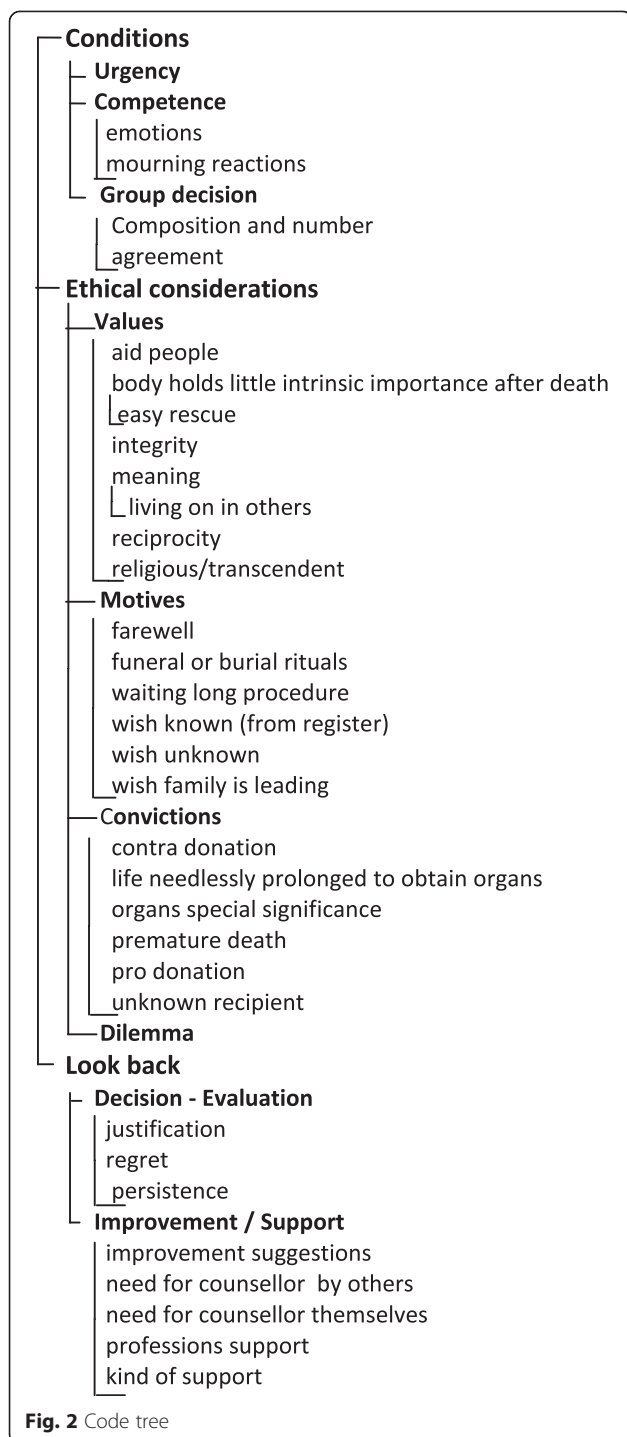 Conditions
Urgency
Competence
emotions
mourning reactions
Group decision
Composition and number
agreement
Ethical considerations
Values
aid people
body holds little intrinsic importance after death
easy rescue
integrity
meaning
living on in others
reciprocity
religious/transcendent
Motives
farewell
funeral or burial rituals
waiting long procedure
wish known (from register)
wish unknown
wish family is leading
Convictions
contra donation
life needlessly prolonged to obtain organs
organs special significance
premature death
pro donation
unknown recipient
Dilemma
Look back
Decision - Evaluation
justification
regret
persistence
Improvement / Support
improvement suggestions
need for counsellor by others
need for counsellor themselves
professions support
kind of support
Fig. 2 Code tree